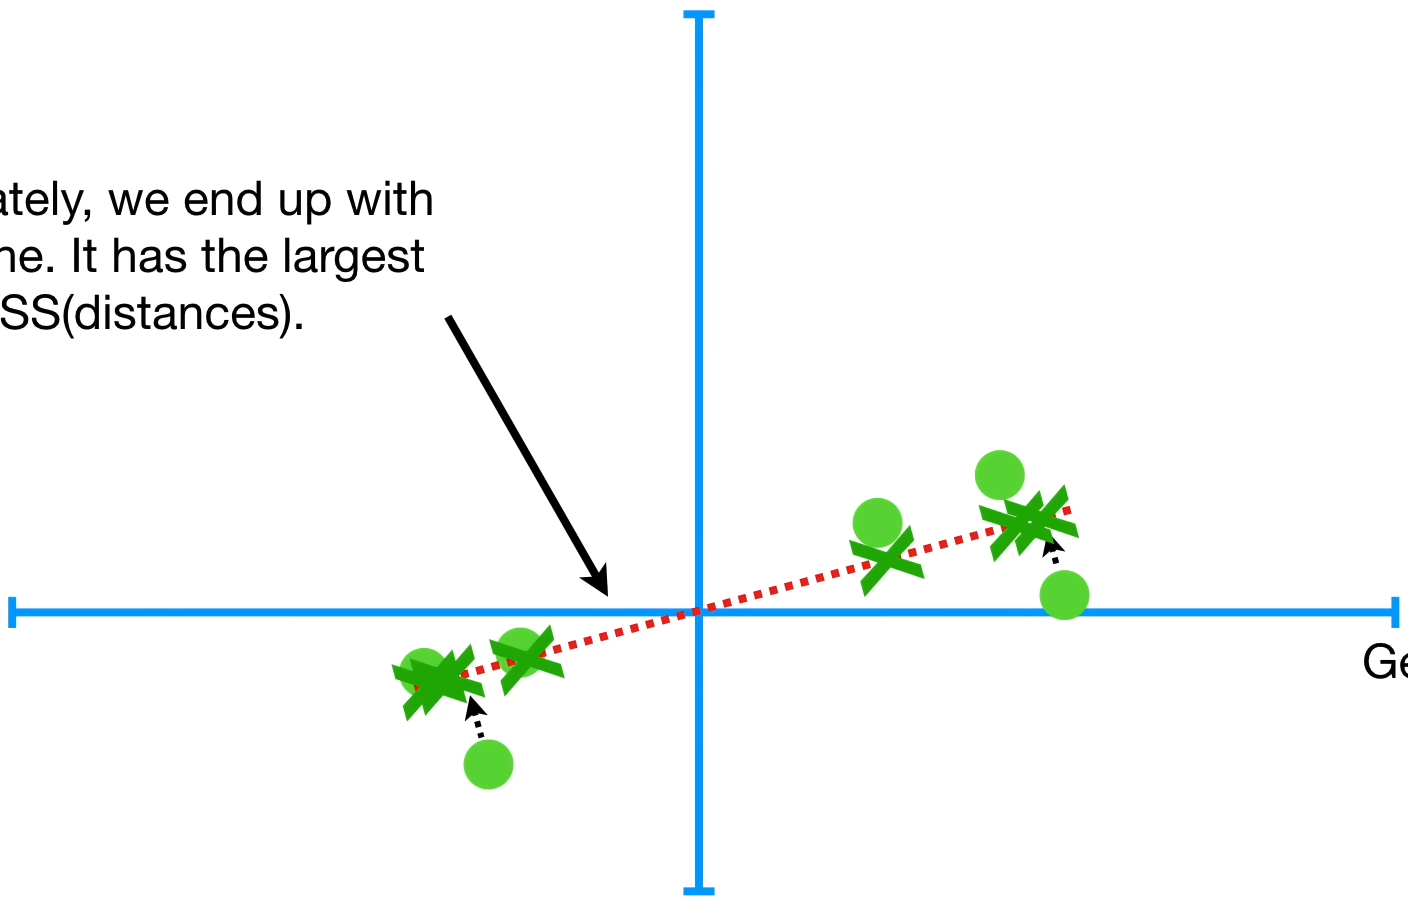 ately, we end up with
ne. It has the largest
SS(distances).
Ge